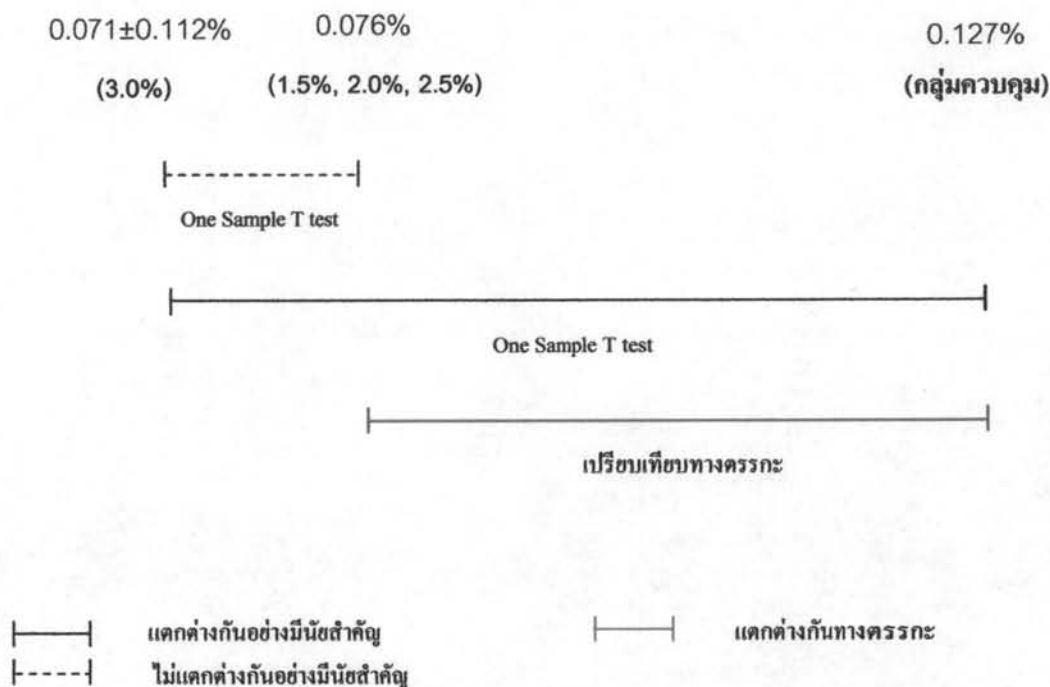 0.071±0.112% 0.076% 0.127%
(3.0%) (1.5%, 2.0%, 2.5%) (กลุ่มควบคุม)
One Sample T test
One Sample T test
เปรียบเทียบทางตรรกะ
แตกต่างกันอย่างมีนัยสำคัญ แตกต่างกันทางตรรกะ
ไม่แตกต่างกันอย่างมีนัยสำคัญ